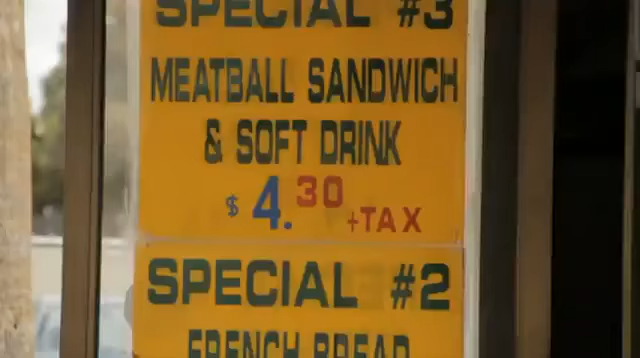 SPECIAL #3
MEATBALL SANDWICH
& SOFT DRINK
$ 4.30 +TAX
SPECIAL #2
FRENCH BREAD